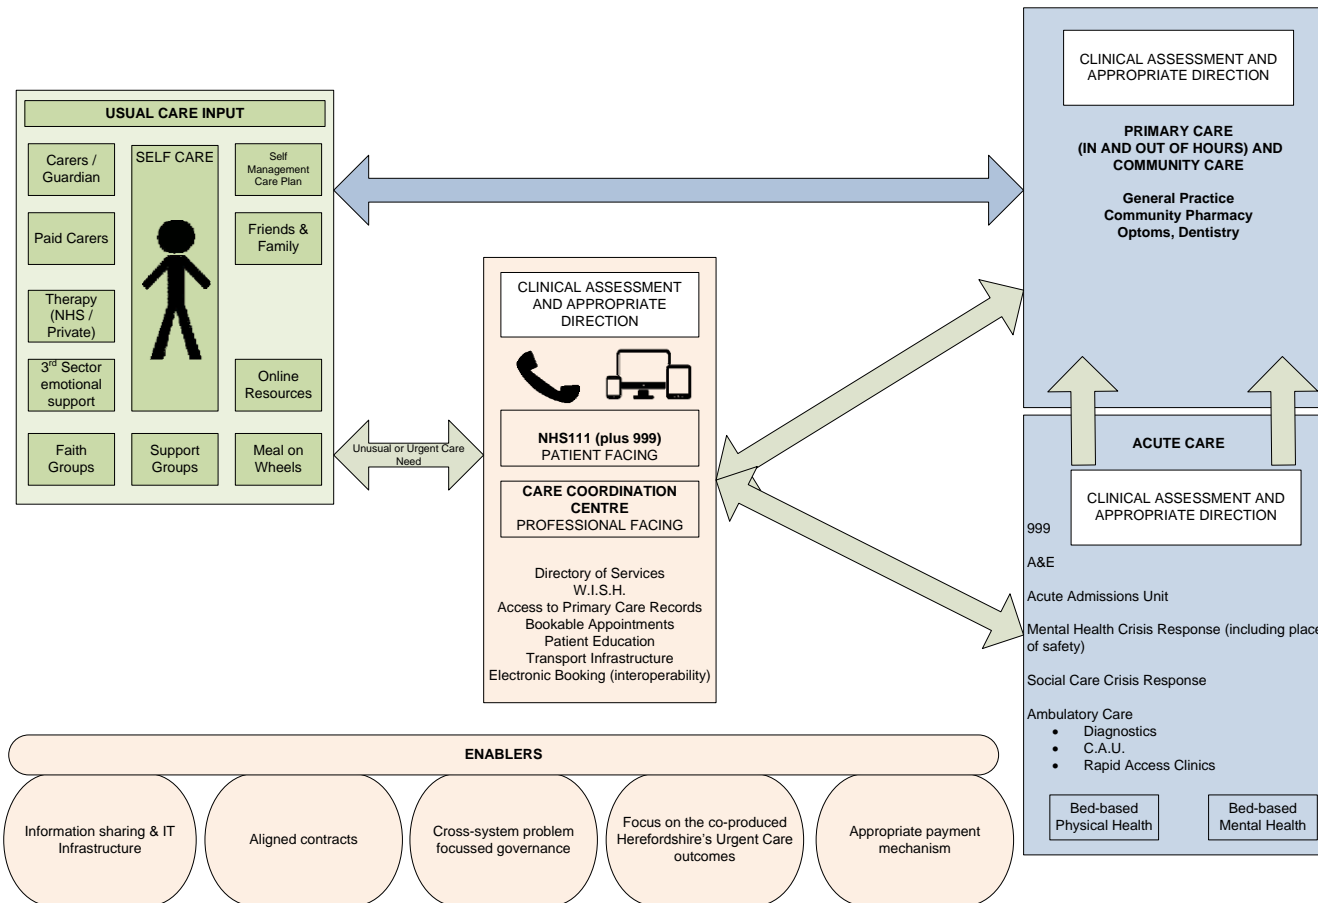 USUAL CARE INPUT
Carers /
Guardian
SELF CARE
Self
Management
Care Plan
Paid Carers
Friends &
Family
Therapy
(NHS /
Private)
3rd Sector
emotional
support
Online
Resources
Faith
Groups
Support
Groups
Meal on
Wheels
Unusual or Urgent Care
Need
CLINICAL ASSESSMENT
AND APPROPRIATE
DIRECTION
NHS111 (plus 999)
PATIENT FACING
CARE COORDINATION
CENTRE
PROFESSIONAL FACING
Directory of Services
W.I.S.H.
Access to Primary Care Records
Bookable Appointments
Patient Education
Transport Infrastructure
Electronic Booking (interoperability)
CLINICAL ASSESSMENT AND
APPROPRIATE DIRECTION
PRIMARY CARE
(IN AND OUT OF HOURS) AND
COMMUNITY CARE
General Practice
Community Pharmacy
Optoms, Dentistry
ACUTE CARE
CLINICAL ASSESSMENT AND
APPROPRIATE DIRECTION
999
A&E
Acute Admissions Unit
Mental Health Crisis Response (including place
of safety)
Social Care Crisis Response
Ambulatory Care
• Diagnostics
• C.A.U.
• Rapid Access Clinics
Bed-based
Physical Health
Bed-based
Mental Health
ENABLERS
Information sharing & IT
Infrastructure
Aligned contracts
Cross-system problem
focussed governance
Focus on the co-produced
Herefordshire's Urgent Care
outcomes
Appropriate payment
mechanism